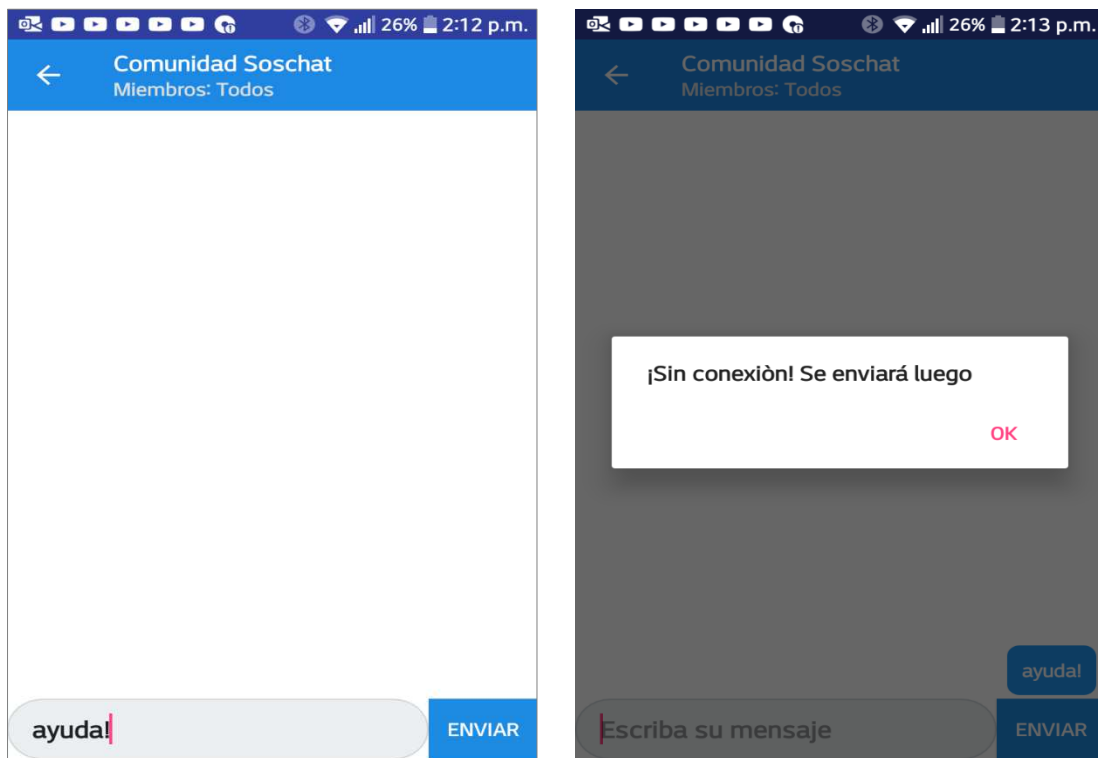 26% 2:12 p.m.
Comunidad Soschat
Miembros: Todos
ayuda!
ENVIAR
26% 2:13 p.m.
Comunidad Soschat
Miembros: Todos
¡Sin conexiòn! Se enviará luego
OK
ayuda!
Escriba su mensaje
ENVIAR